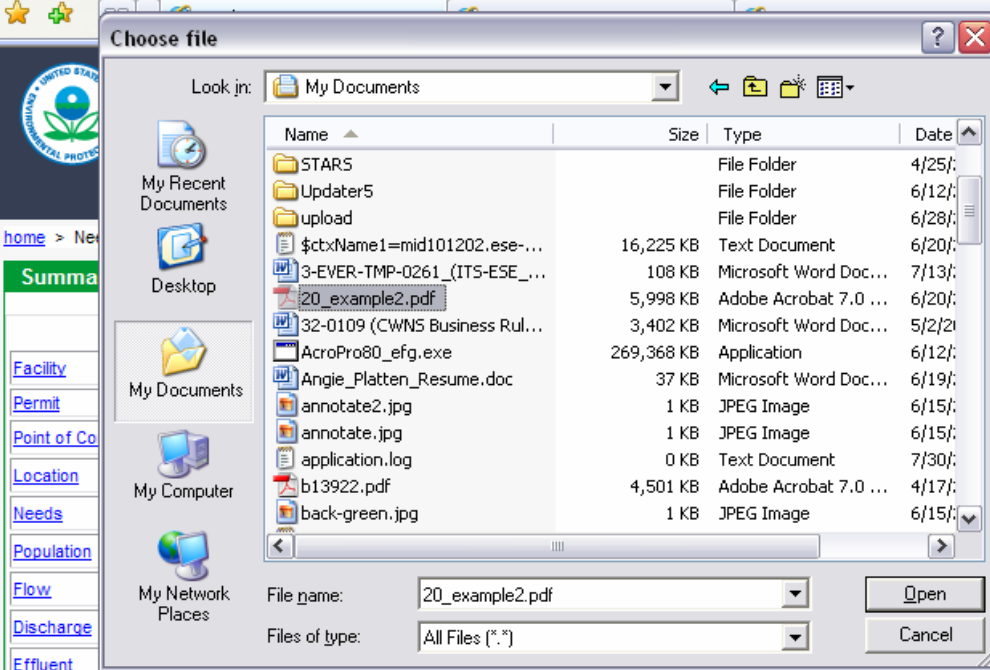 Choose file
UNITED STATE
ENVIRONMENTAL PROTEC
home > Nee
Summa
Facility
Permit
Point of Co
Location
Needs
Population
Flow
Discharge
Effluent
Look in: My Documents
My Recent
Documents
Desktop
My Documents
My Computer
My Network
Places
Name Size Type Date
STARS File Folder 4/25/
Updater5 File Folder 6/12/
upload File Folder 6/28/
$ctxName1=mid101202.ese-... 16,225 KB Text Document 6/20/
3-EVER-TMP-0261_(ITS-ESE_... 108 KB Microsoft Word Doc... 7/13/
20_example2.pdf 5,998 KB Adobe Acrobat 7.0 ... 6/20/
32-0109 (CWNS Business Rul... 3,402 KB Microsoft Word Doc... 5/2/2
AcroPro80_efg.exe 269,368 KB Application 6/12/
Angie_Platten_Resume.doc 37 KB Microsoft Word Doc... 6/19/
annotate2.jpg 1 KB JPEG Image 6/15/
annotate.jpg 1 KB JPEG Image 6/15/
application.log 0 KB Text Document 7/30/
b13922.pdf 4,501 KB Adobe Acrobat 7.0 ... 4/17/
back-green.jpg 1 KB JPEG Image 6/15/
File name: 20_example2.pdf Open
Files of type: All Files (*.*) Cancel